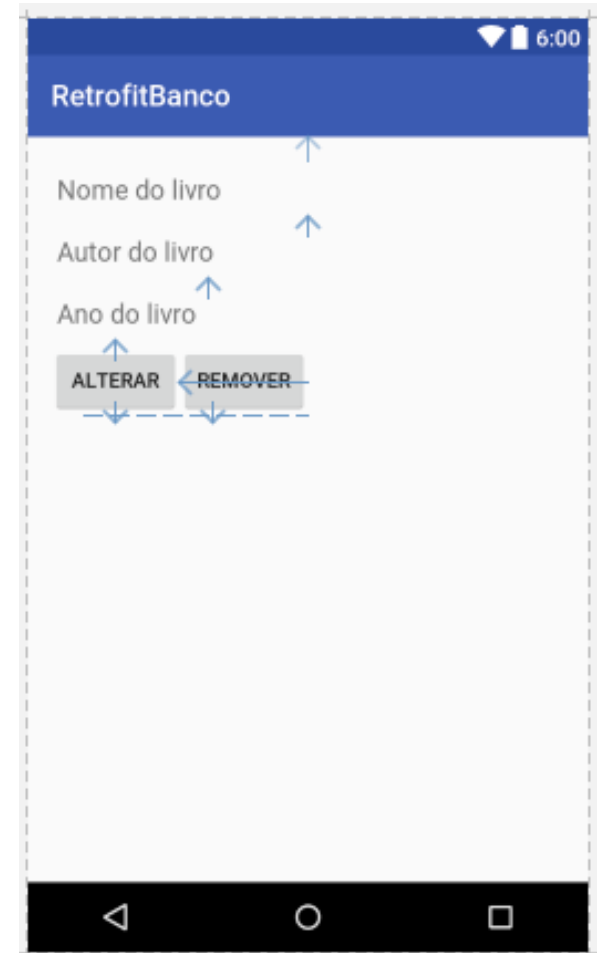 6:00
RetrofitBanco
Nome do livro
Autor do livro
Ano do livro
ALTERAR REMOVER